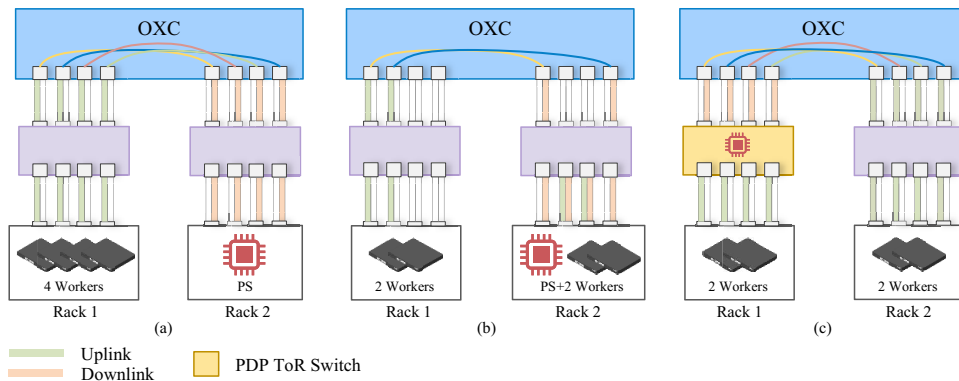 OXC
OXC
OXC
4 Workers
PS
2 Workers
PS+2 Workers
2 Workers
2 Workers
Rack 1
(a)
Rack 2
Rack 1
(b)
Rack 2
Rack 1
(c)
Rack 2
Uplink
Downlink
PDP ToR Switch